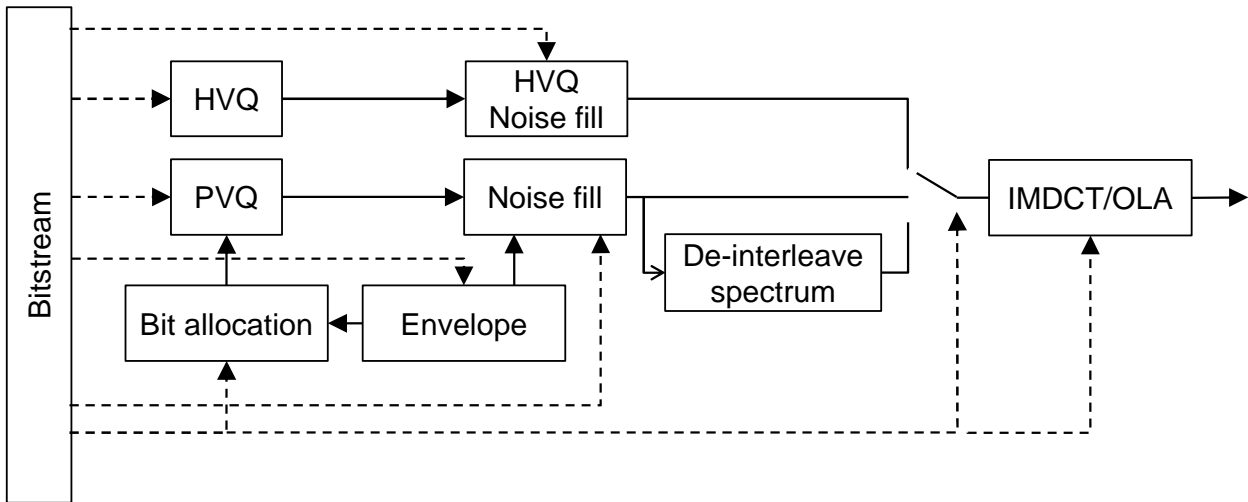 Bitstream
HVQ
HVQ
Noise fill
PVQ
Noise fill
IMDCT/OLA
De-interleave
spectrum
Bit allocation
Envelope